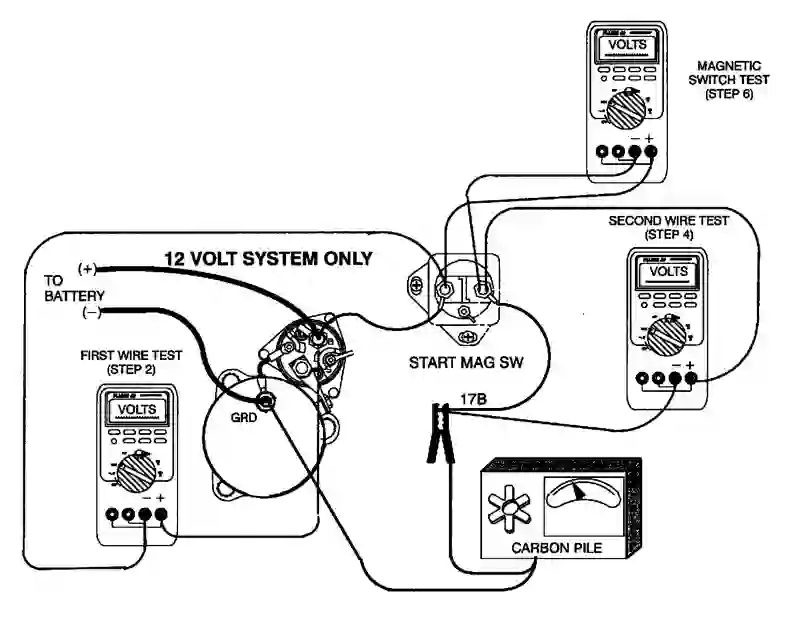 VOLTS
MAGNETIC
SWITCH TEST
(STEP 6)
− +
SECOND WIRE TEST
(STEP 4)
VOLTS
− +
12 VOLT SYSTEM ONLY
(+)
TO
BATTERY
(−)
FIRST WIRE TEST
(STEP 2)
VOLTS
− +
GRD
START MAG SW
17B
CARBON PILE